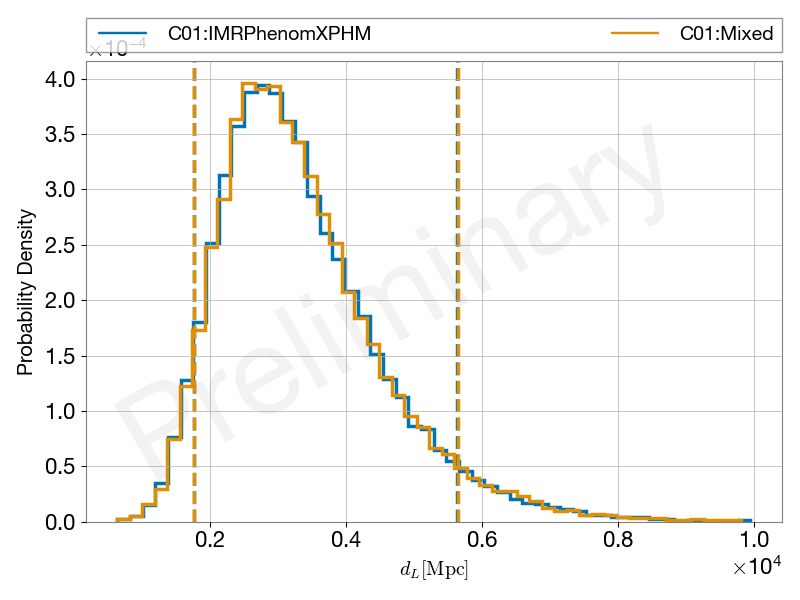 C01:IMRPhenomXPHM C01:Mixed
×10⁻⁴
4.0
3.5
3.0
2.5
2.0
1.5
1.0
0.5
0.0
Probability Density
Preliminary
0.2 0.4 0.6 0.8 1.0
×10⁴
d_L[Mpc]